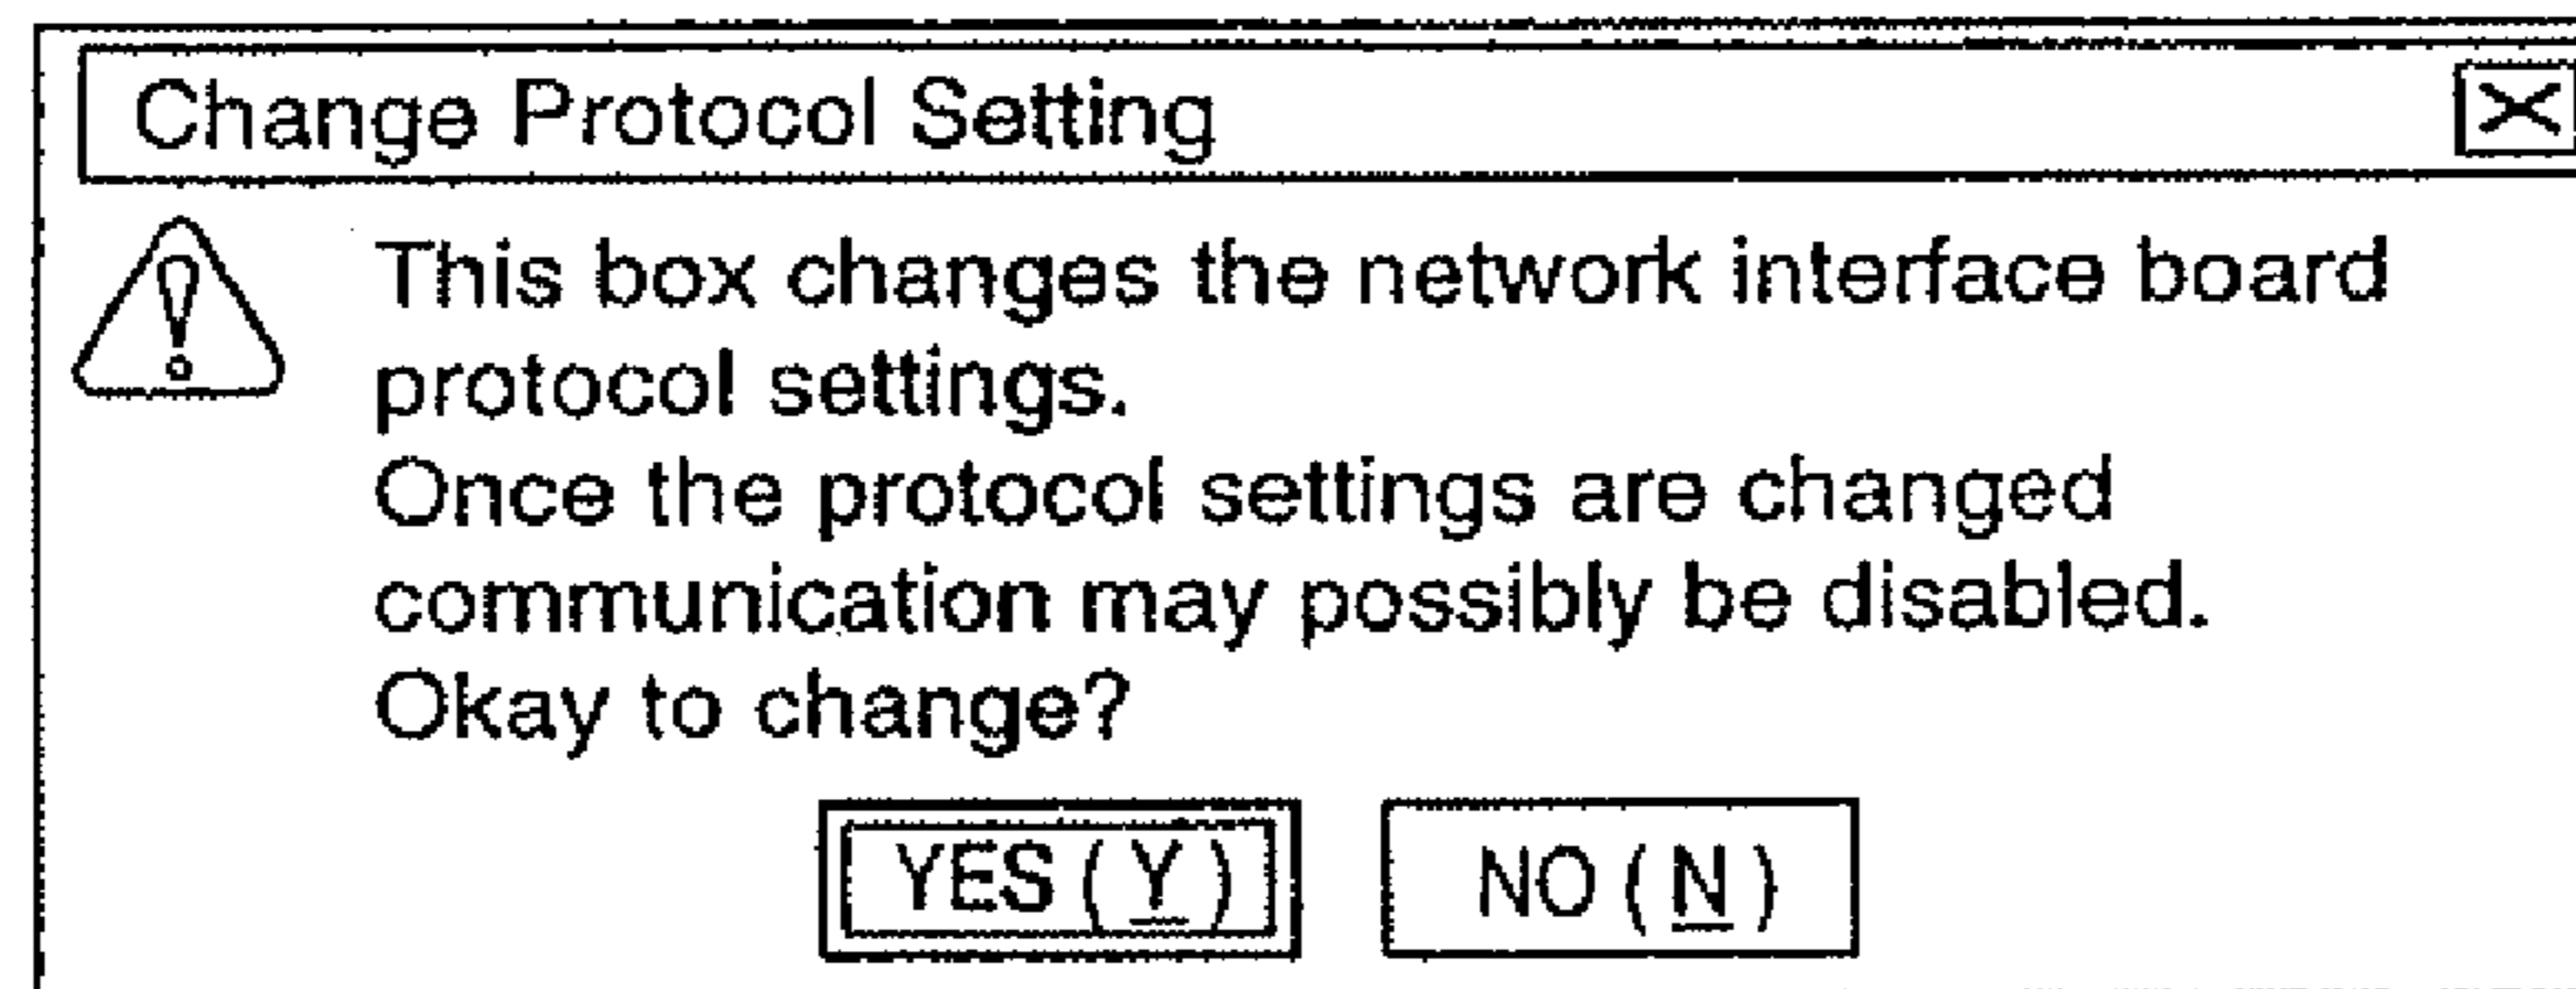 Change Protocol Setting
This box changes the network interface board
protocol settings.
Once the protocol settings are changed
communication may possibly be disabled.
Okay to change?
YES (Y) NO (N)